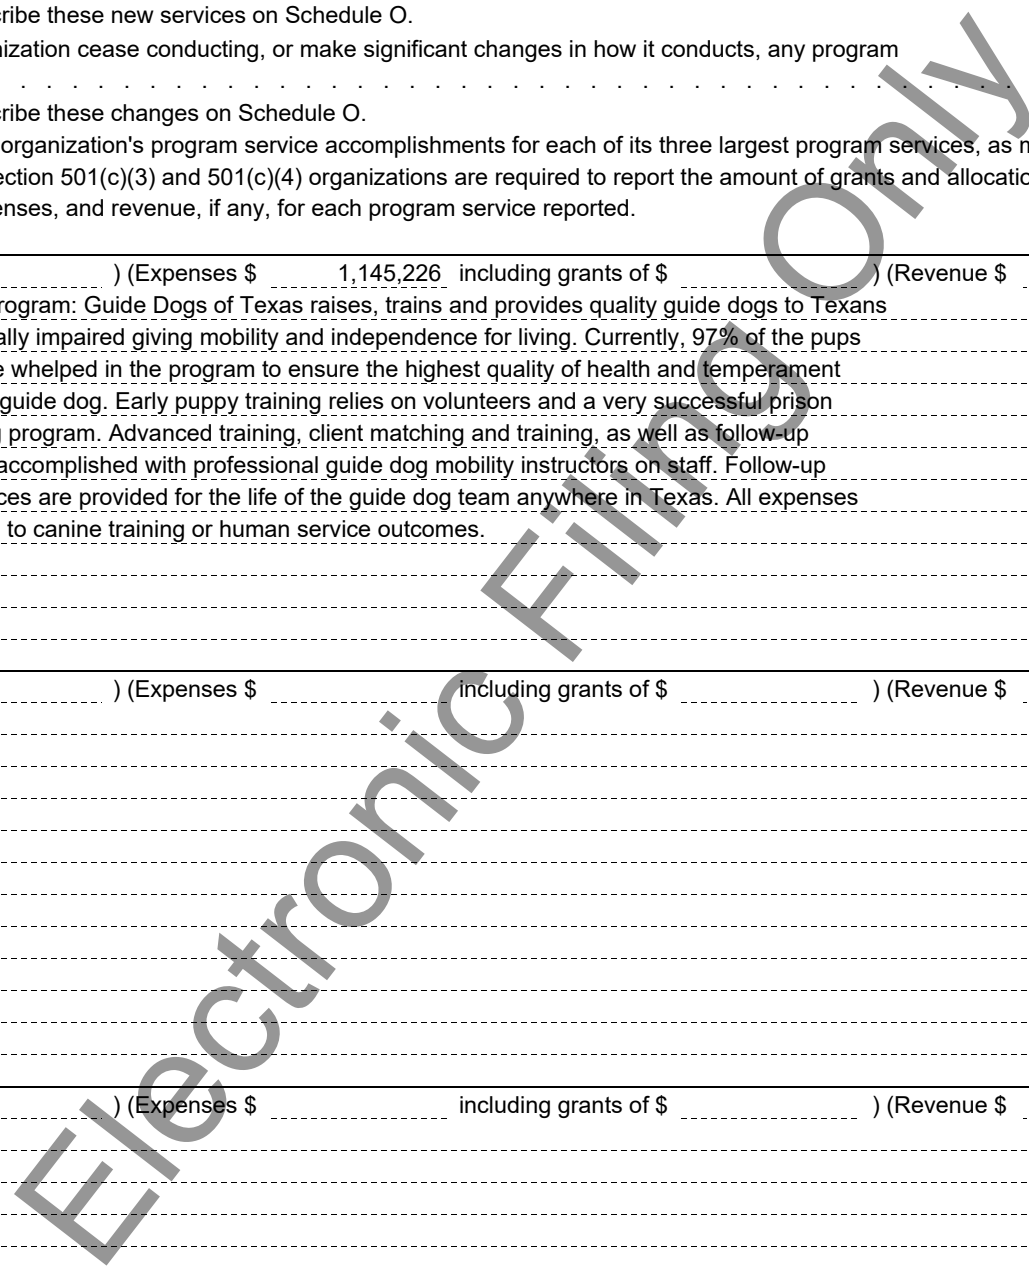 ribe these new services on Schedule O.
nization cease conducting, or make significant changes in how it conducts, any program
. . . . . . . . . . . . . . . . . . . . . . . . . . . . . . . . . . . . . . .
ribe these changes on Schedule O.
organization's program service accomplishments for each of its three largest program services, as m
ection 501(c)(3) and 501(c)(4) organizations are required to report the amount of grants and allocatio
enses, and revenue, if any, for each program service reported.
) (Expenses $ 1,145,226 including grants of $ ) (Revenue $
rogram: Guide Dogs of Texas raises, trains and provides quality guide dogs to Texans
ally impaired giving mobility and independence for living. Currently, 97% of the pups
e whelped in the program to ensure the highest quality of health and temperament
guide dog. Early puppy training relies on volunteers and a very successful prison
g program. Advanced training, client matching and training, as well as follow-up
accomplished with professional guide dog mobility instructors on staff. Follow-up
ces are provided for the life of the guide dog team anywhere in Texas. All expenses
to canine training or human service outcomes.
) (Expenses $ including grants of $ ) (Revenue $
) (Expenses $ including grants of $ ) (Revenue $
Electronic Filing Only